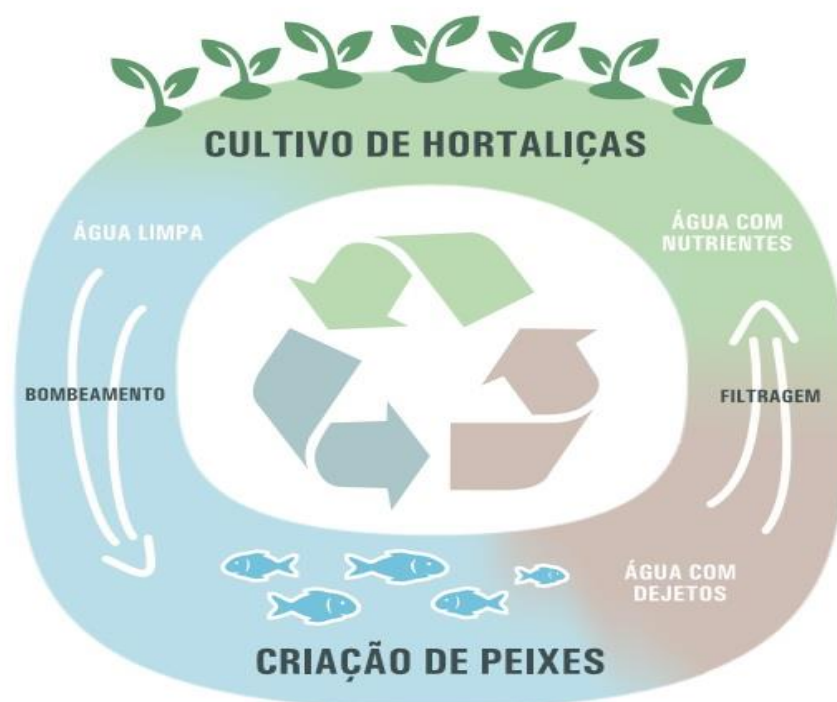 CULTIVO DE HORTALIÇAS
ÁGUA LIMPA
ÁGUA COM
NUTRIENTES
BOMBEAMENTO
FILTRAGEM
ÁGUA COM
DEJETOS
CRIAÇÃO DE PEIXES